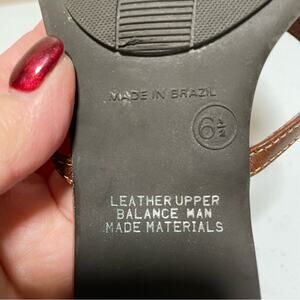 MADE IN BRAZIL
6½
LEATHER UPPER
BALANCE MAN
MADE MATERIALS